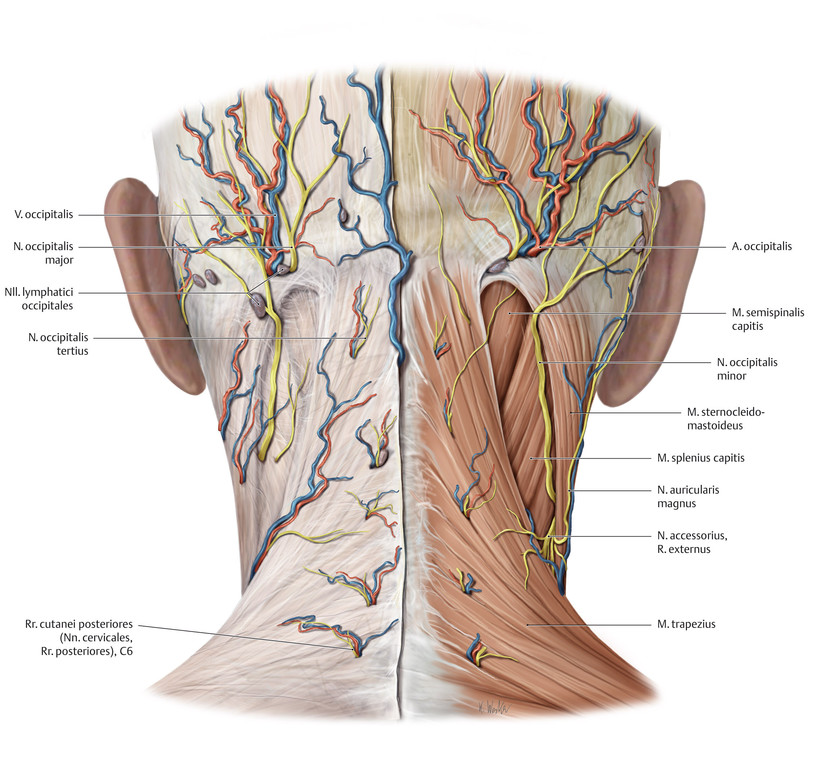 V. occipitalis
N. occipitalis
major
Nll. lymphatici
occipitales
N. occipitalis
tertius
Rr. cutanei posteriores
(Nn. cervicales,
Rr. posteriores), C6
A. occipitalis
M. semispinalis
capitis
N. occipitalis
minor
M. sternocleido-
mastoideus
M. splenius capitis
N. auricularis
magnus
N. accessorius,
R. externus
M. trapezius